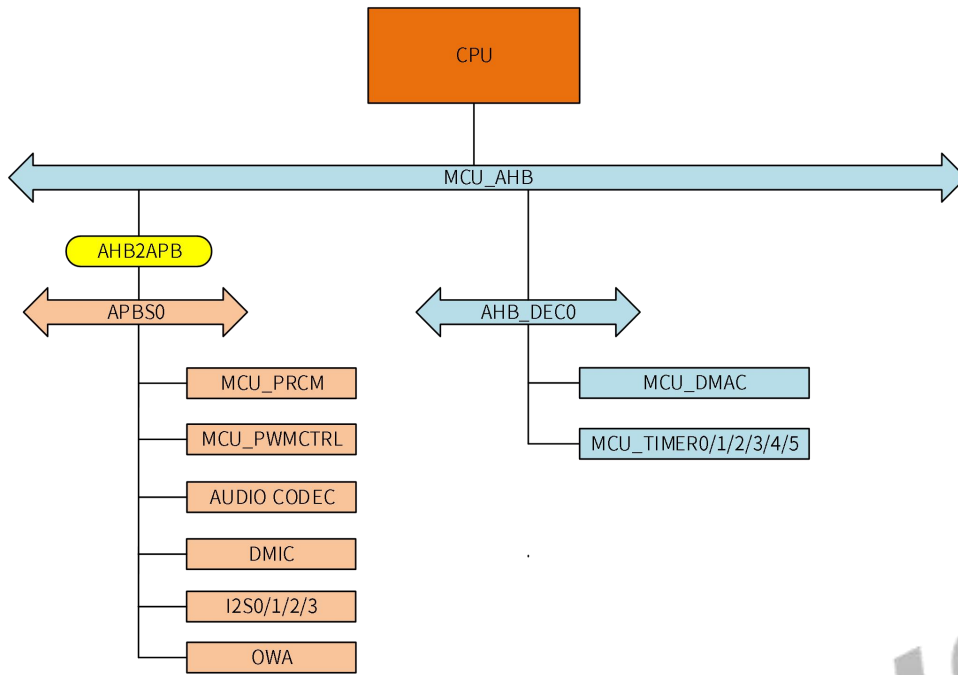 CPU
MCU_AHB
AHB2APB
APBS0
AHB_DEC0
MCU_PRCM
MCU_DMAC
MCU_PWMCTRL
MCU_TIMER0/1/2/3/4/5
AUDIO CODEC
DMIC
I2S0/1/2/3
OWA